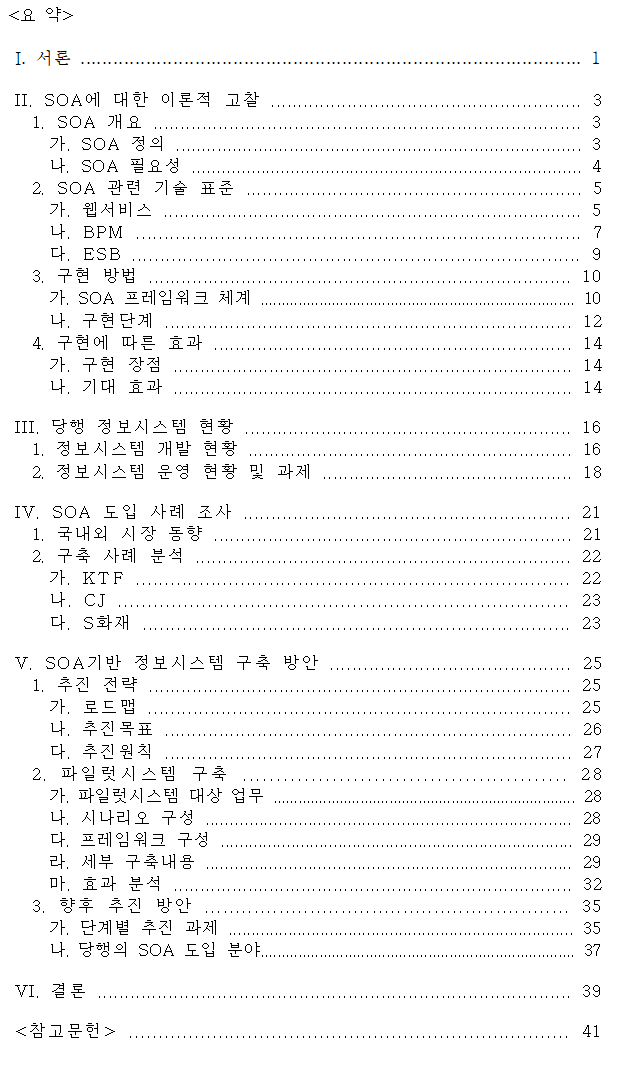 <요 약>
I. 서론 ........................................................................................ 1
II. SOA에 대한 이론적 고찰 ........................................................ 3
1. SOA 개요 ........................................................................ 3
가. SOA 정의 ........................................................................ 3
나. SOA 필요성 ........................................................................ 4
2. SOA 관련 기술 표준 ........................................................ 5
가. 웹서비스 ........................................................................ 5
나. BPM ........................................................................ 7
다. ESB ........................................................................ 9
3. 구현 방법 ........................................................................ 10
가. SOA 프레임워크 체계 ........................................................ 10
나. 구현단계 ........................................................................ 12
4. 구현에 따른 효과 ........................................................ 14
가. 구현 장점 ........................................................................ 14
나. 기대 효과 ........................................................................ 14
III. 당행 정보시스템 현황 ........................................................ 16
1. 정보시스템 개발 현황 ........................................................ 16
2. 정보시스템 운영 현황 및 과제 ........................................ 18
IV. SOA 도입 사례 조사 ........................................................ 21
1. 국내외 시장 동향 ........................................................ 21
2. 구축 사례 분석 ........................................................ 22
가. KTF ........................................................................ 22
나. CJ ........................................................................ 23
다. S화재 ........................................................................ 23
V. SOA기반 정보시스템 구축 방안 ........................................ 25
1. 추진 전략 ........................................................................ 25
가. 로드맵 ........................................................................ 25
나. 추진목표 ........................................................................ 26
다. 추진원칙 ........................................................................ 27
2. 파일럿시스템 구축 ........................................................ 28
가. 파일럿시스템 대상 업무 ........................................................ 28
나. 시나리오 구성 ........................................................ 28
다. 프레임워크 구성 ........................................................ 29
라. 세부 구축내용 ........................................................ 29
마. 효과 분석 ........................................................................ 32
3. 향후 추진 방안 ........................................................ 35
가. 단계별 추진 과제 ........................................................ 35
나. 당행의 SOA 도입 분야........................................................ 37
VI. 결론 ........................................................................ 39
<참고문헌> ........................................................................ 41